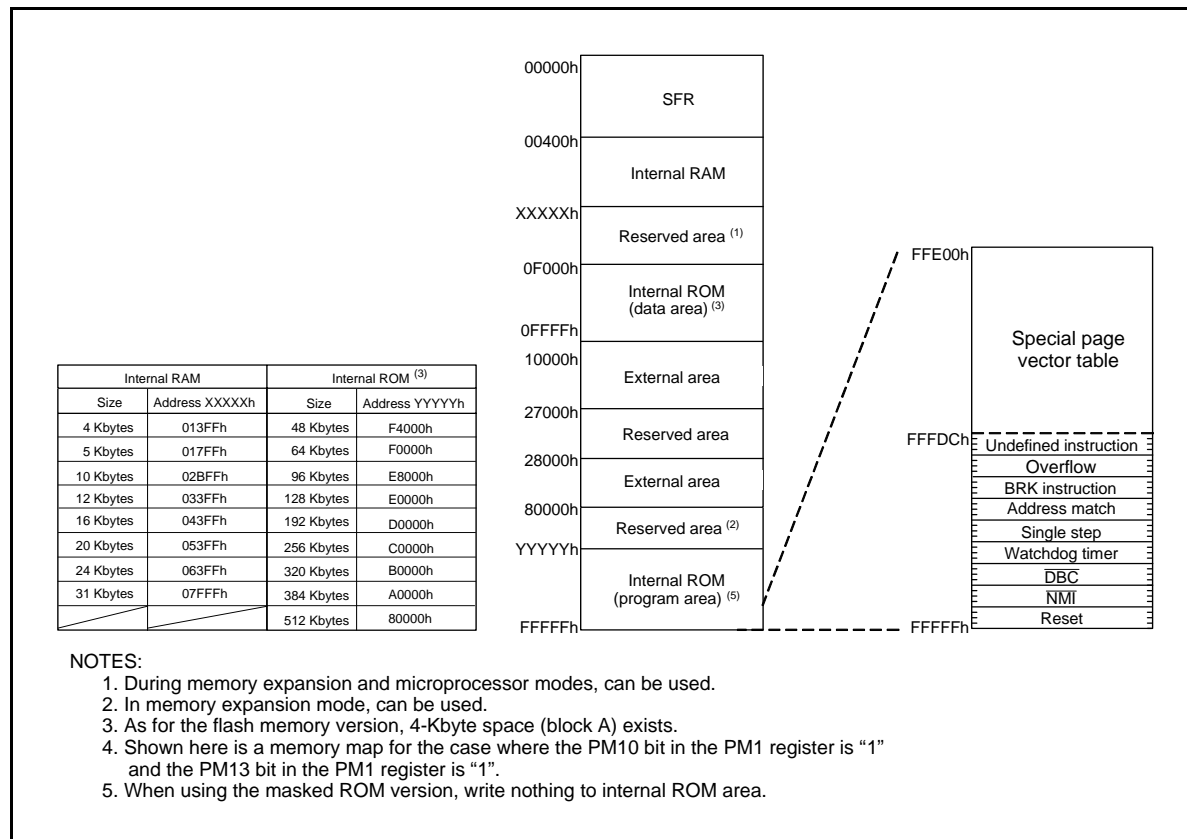 00000h
SFR
00400h
Internal RAM
XXXXXh
Reserved area (1)
0F000h
Internal ROM
(data area) (3)
0FFFFh
10000h
External area
27000h
Reserved area
28000h
External area
80000h
Reserved area (2)
YYYYYh
Internal ROM
(program area) (5)
FFFFFh
FFE00h
Special page
vector table
FFFDCh
Undefined instruction
Overflow
BRK instruction
Address match
Single step
Watchdog timer
DBC
NMI
Reset
FFFFFh
Internal RAM Internal ROM (3)
Size Address XXXXXh Size Address YYYYYh
4 Kbytes 013FFh 48 Kbytes F4000h
5 Kbytes 017FFh 64 Kbytes F0000h
10 Kbytes 02BFFh 96 Kbytes E8000h
12 Kbytes 033FFh 128 Kbytes E0000h
16 Kbytes 043FFh 192 Kbytes D0000h
20 Kbytes 053FFh 256 Kbytes C0000h
24 Kbytes 063FFh 320 Kbytes B0000h
31 Kbytes 07FFFh 384 Kbytes A0000h
512 Kbytes 80000h
NOTES:
1. During memory expansion and microprocessor modes, can be used.
2. In memory expansion mode, can be used.
3. As for the flash memory version, 4-Kbyte space (block A) exists.
4. Shown here is a memory map for the case where the PM10 bit in the PM1 register is “1”
and the PM13 bit in the PM1 register is “1”.
5. When using the masked ROM version, write nothing to internal ROM area.